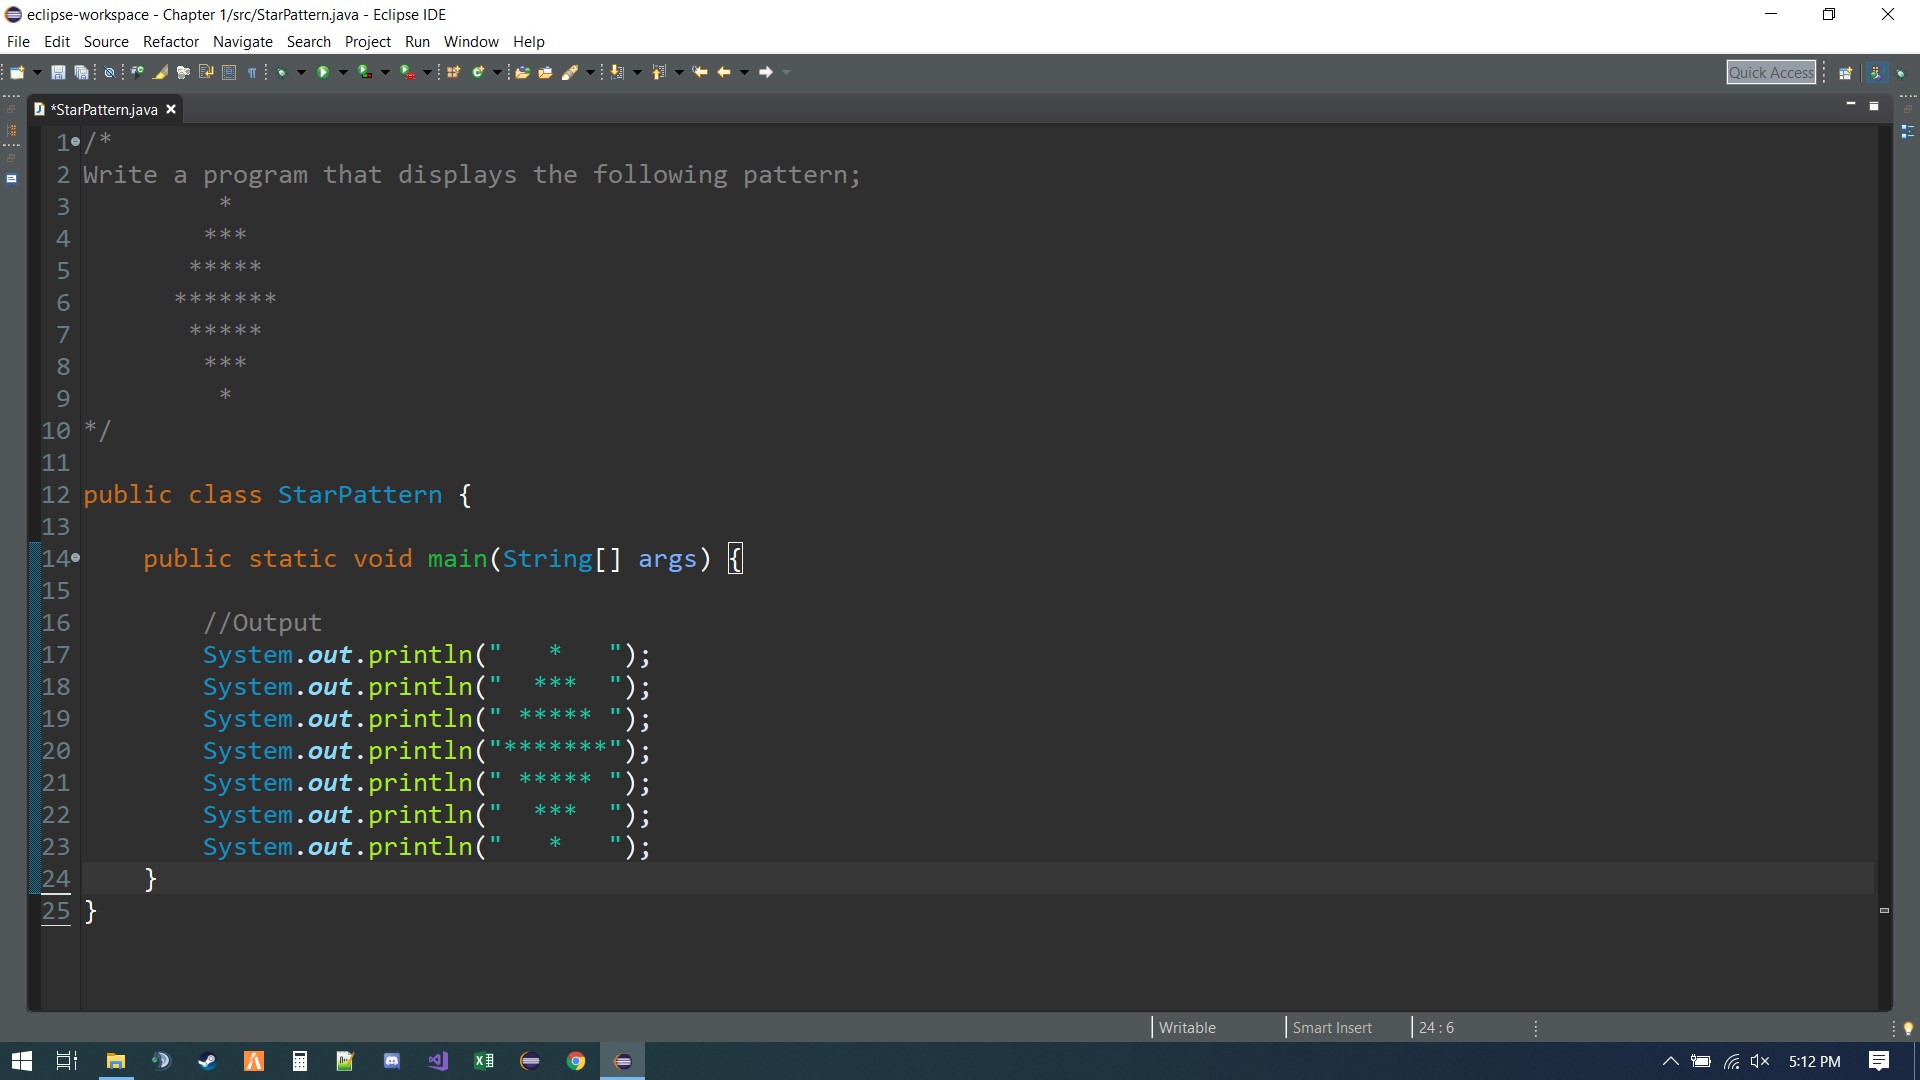 eclipse-workspace - Chapter 1/src/StarPattern.java - Eclipse IDE
File Edit Source Refactor Navigate Search Project Run Window Help
Quick Access
*StarPattern.java
1 /*
2 Write a program that displays the following pattern;
3          *
4         ***
5        *****
6       *******
7        *****
8         ***
9          *
10 */
11
12 public class StarPattern {
13
14     public static void main(String[] args) {
15
16         //Output
17         System.out.println("   *   ");
18         System.out.println("  ***  ");
19         System.out.println(" ***** ");
20         System.out.println("*******");
21         System.out.println(" ***** ");
22         System.out.println("  ***  ");
23         System.out.println("   *   ");
24     }
25 }
Writable Smart Insert 24 : 6
5:12 PM